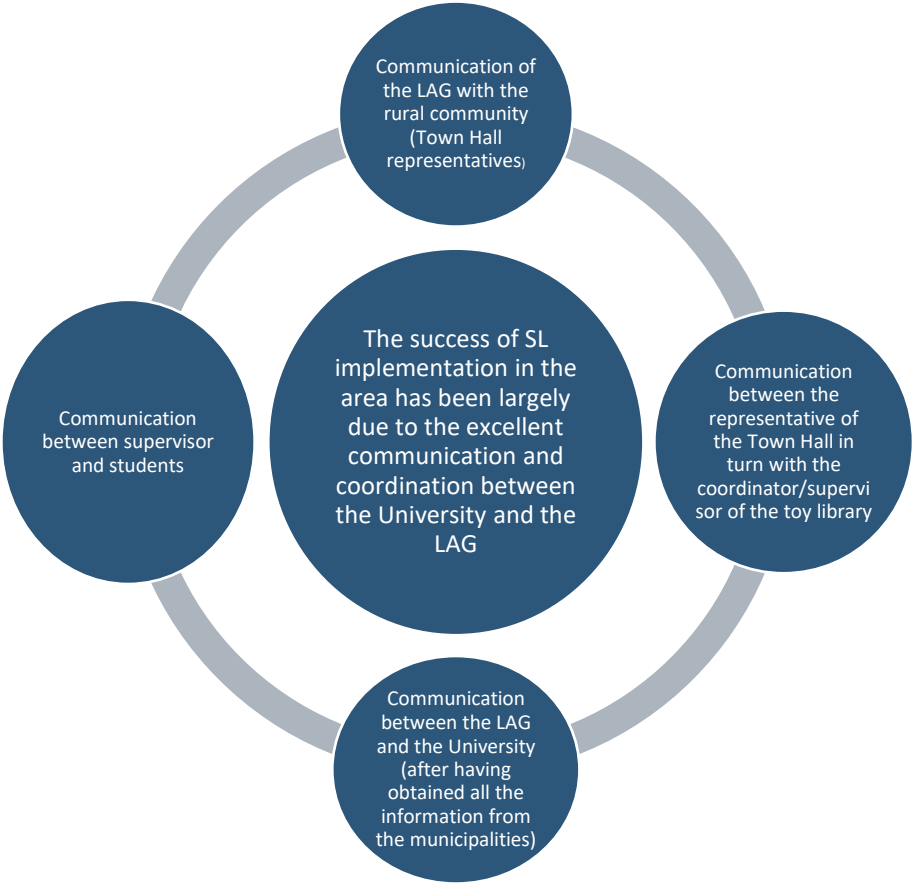 Communication of
the LAG with the
rural community
(Town Hall
representatives)
The success of SL
implementation in the
area has been largely
due to the excellent
communication and
coordination between
the University and the
LAG
Communication
between the
representative of
the Town Hall in
turn with the
coordinator/supervi
sor of the toy library
Communication
between the LAG
and the University
(after having
obtained all the
information from
the municipalities)
Communication
between supervisor
and students